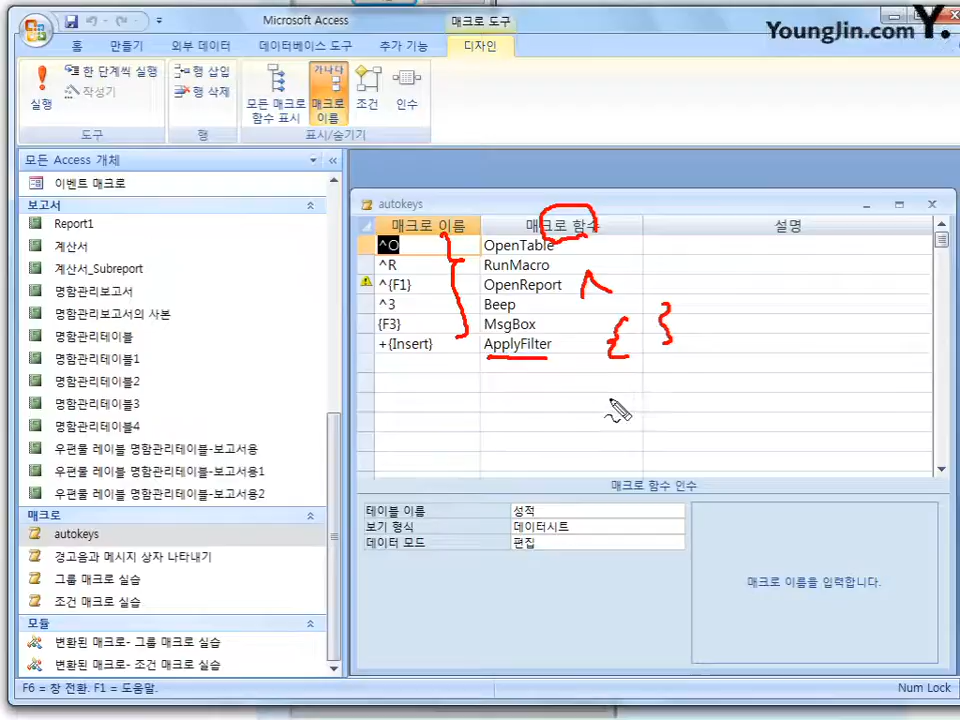 Microsoft Access
매크로 도구
YoungJin.com Y.
홈 만들기 외부 데이터 데이터베이스 도구 추가 기능 디자인
실행
한 단계씩 실행
작성기
도구
행 삽입
행 삭제
행
모든 매크로 함수 표시
가나다
매크로 이름
조건
인수
표시/숨기기
모든 Access 개체
이벤트 매크로
보고서
Report1
계산서
계산서_Subreport
명함관리보고서
명함관리보고서의 사본
명함관리테이블
명함관리테이블1
명함관리테이블2
명함관리테이블3
명함관리테이블4
우편물 레이블 명함관리테이블-보고서용
우편물 레이블 명함관리테이블-보고서용1
우편물 레이블 명함관리테이블-보고서용2
매크로
autokeys
경고음과 메시지 상자 나타내기
그룹 매크로 실습
조건 매크로 실습
모듈
변환된 매크로- 그룹 매크로 실습
변환된 매크로- 조건 매크로 실습
autokeys
매크로 이름 매크로 함수 설명
^O OpenTable
^R RunMacro
^{F1} OpenReport
^3 Beep
{F3} MsgBox
+{Insert} ApplyFilter
^
{ }
매크로 함수 인수
테이블 이름 성적
보기 형식 데이터시트
데이터 모드 편집
매크로 이름을 입력합니다.
F6 = 창 전환. F1 = 도움말.
Num Lock